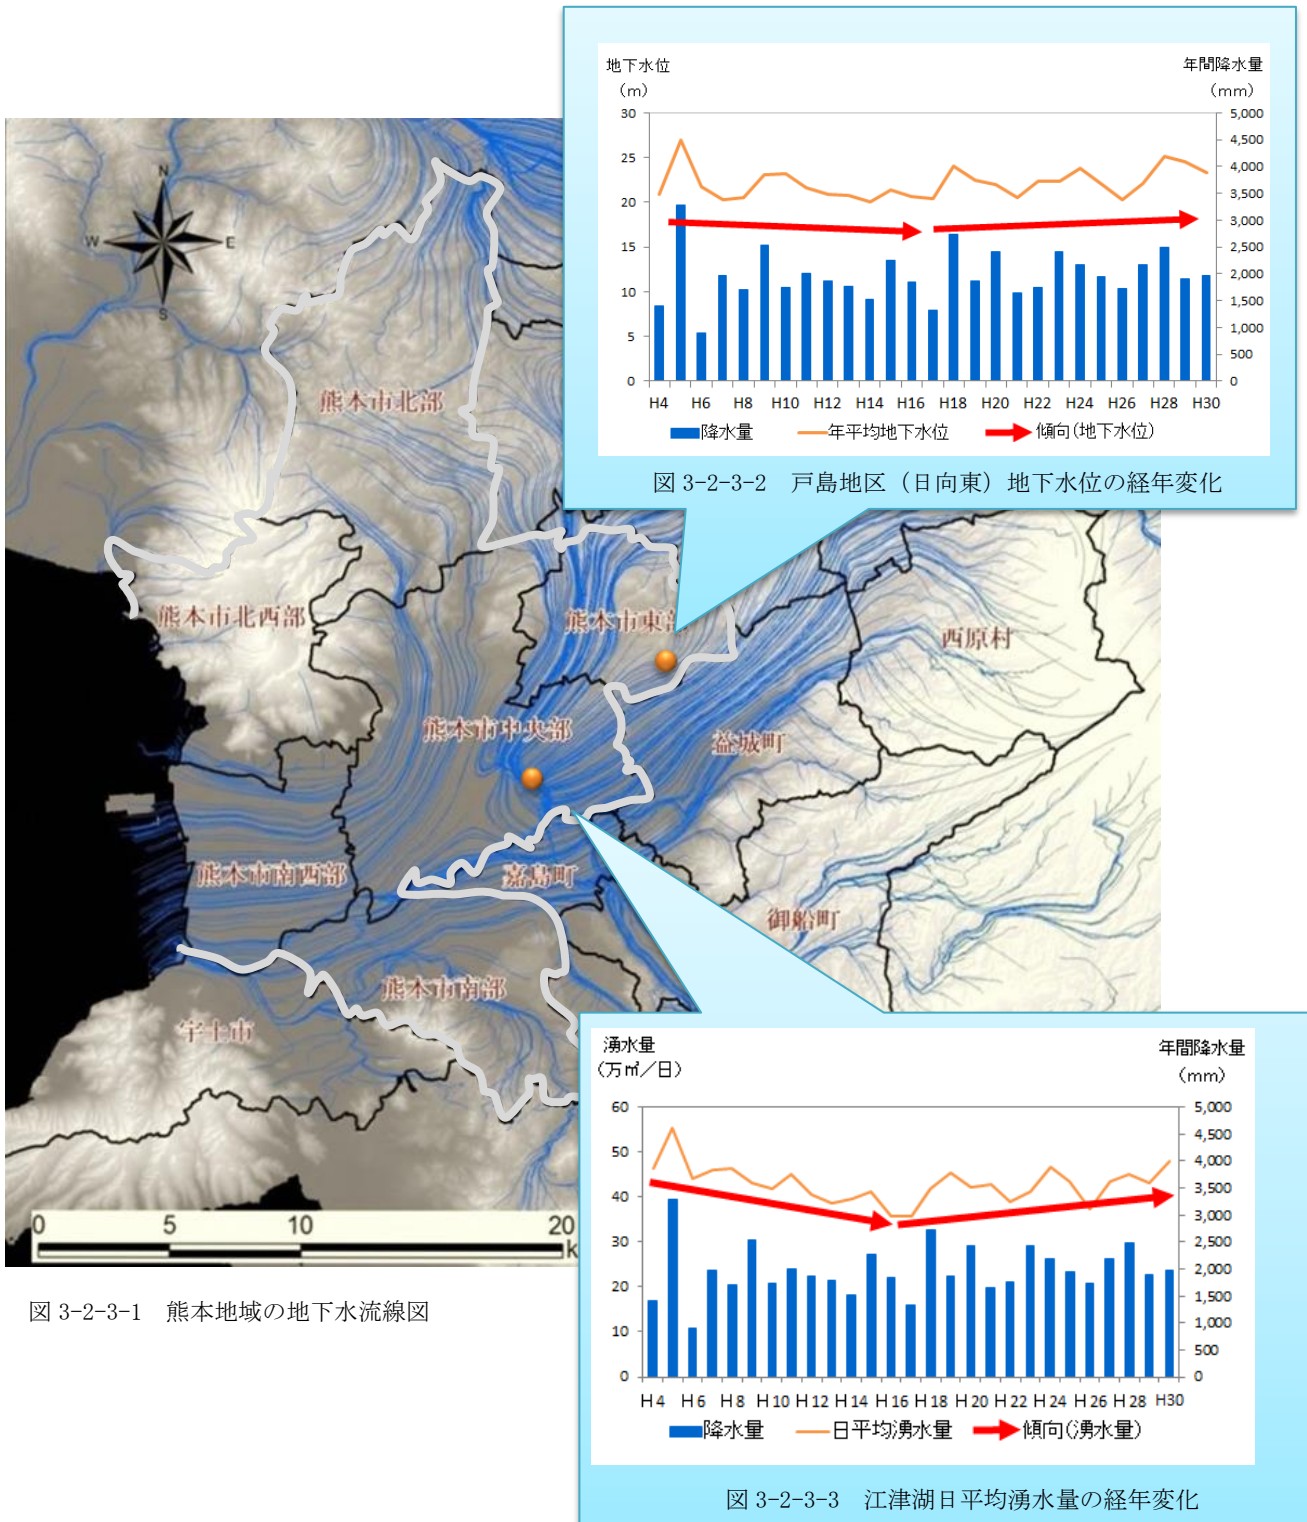 地下水位
(m)
年間降水量
(mm)
30
25
20
15
10
5
0
5,000
4,500
4,000
3,500
3,000
2,500
2,000
1,500
1,000
500
0
H4 H6 H8 H10 H12 H14 H16 H18 H20 H22 H24 H26 H28 H30
降水量 年平均地下水位 傾向(地下水位)
図 3-2-3-2 戸島地区（日向東）地下水位の経年変化
N
W E
S
熊本市北部
熊本市北西部
熊本市東部
西原村
熊本市中央部
益城町
熊本市南西部
嘉島町
御船町
熊本市南部
宇土市
0 5 10 20
k
図 3-2-3-1 熊本地域の地下水流線図
湧水量
(万㎥／日)
年間降水量
(mm)
60
50
40
30
20
10
0
5,000
4,500
4,000
3,500
3,000
2,500
2,000
1,500
1,000
500
0
H4 H6 H8 H10 H12 H14 H16 H18 H20 H22 H24 H26 H28 H30
降水量 日平均湧水量 傾向(湧水量)
図 3-2-3-3 江津湖日平均湧水量の経年変化